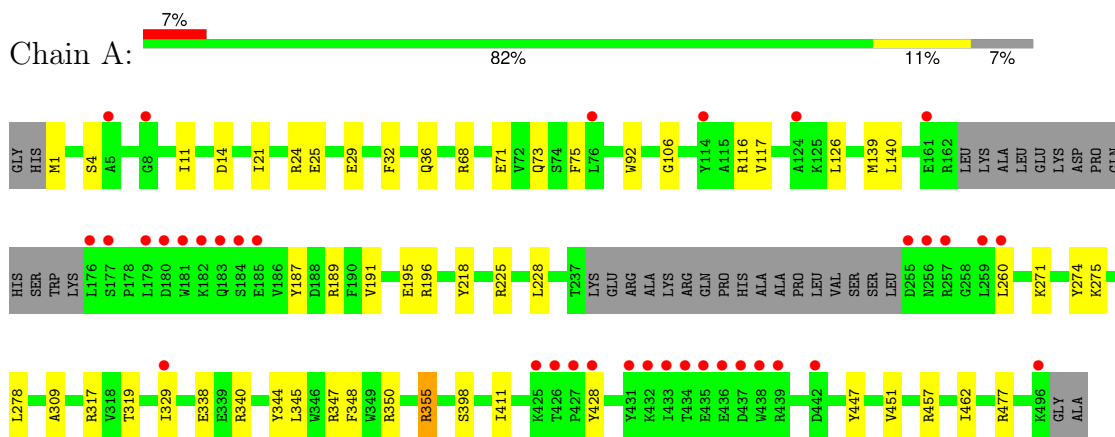 7%
Chain A:
82% 11% 7%
GLY HIS M1 S4 A5 G8 I11 D14 I21 R24 E25 E29 F32 Q36 R68 E71 V72 Q73 S74 F75 L76 W92 G106 Y114 A115 R116 V117 A124 K125 L126 M139 L140 E161 R162 LEU LYS ALA LEU GLU LYS ASP PRO GLN
HIS SER TRP LYS L176 S177 P178 L179 D180 W181 K182 Q183 S184 E185 V186 Y187 D188 R189 F190 V191 E195 R196 Y218 R225 L228 T237 LYS GLU ARG ALA LYS ARG GLN PRO HIS ALA ALA PRO LEU VAL SER SER LEU D255 N256 R257 G258 L259 L260 K271 Y274 K275
L278 A309 R317 V318 T319 I329 E338 E339 R340 Y344 L345 W346 R347 F348 W349 R350 R355 S398 I411 K425 T426 P427 Y428 Y431 K432 I433 T434 E435 E436 D437 W438 R439 D442 Y447 V451 R457 I462 R477 K496 GLY ALA